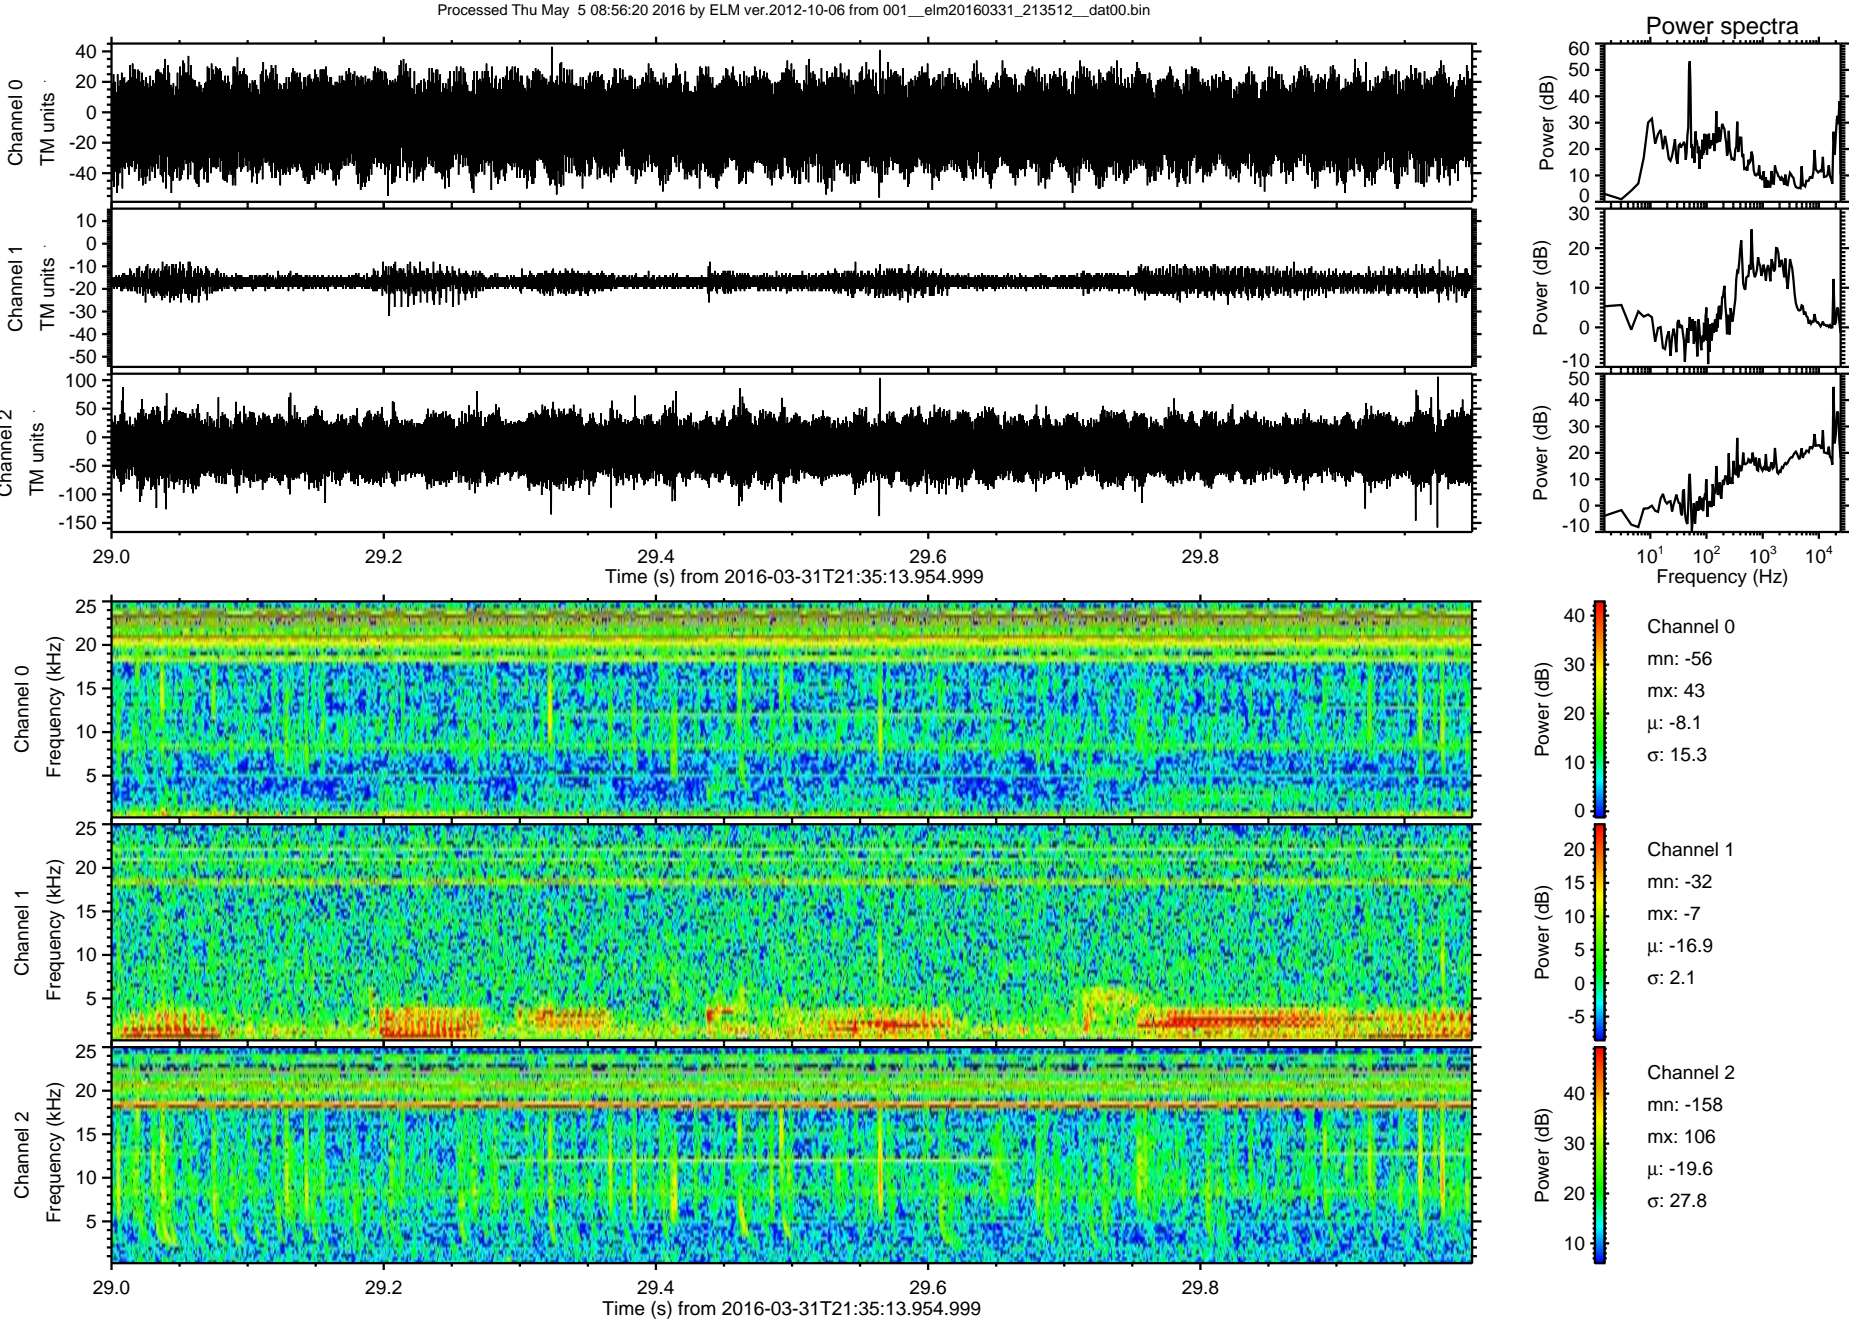 Processed Thu May  5 08:56:20 2016 by ELM ver.2012-10-06 from 001__elm20160331_213512__dat00.bin
Power spectra
Channel 0
TM units
40
20
0
-20
-40
Power (dB)
60
50
40
30
20
10
0
Channel 1
TM units
10
0
-10
-20
-30
-40
-50
Power (dB)
30
20
10
0
-10
Channel 2
TM units
100
50
0
-50
-100
-150
Power (dB)
50
40
30
20
10
0
-10
29.0 29.2 29.4 29.6 29.8
Time (s) from 2016-03-31T21:35:13.954.999
10¹ 10² 10³ 10⁴
Frequency (Hz)
Channel 0
Frequency (kHz)
25
20
15
10
5
Power (dB)
40
30
20
10
0
Channel 0
mn: -56
mx: 43
μ: -8.1
σ: 15.3
Channel 1
Frequency (kHz)
25
20
15
10
5
Power (dB)
20
15
10
5
0
-5
Channel 1
mn: -32
mx: -7
μ: -16.9
σ: 2.1
Channel 2
Frequency (kHz)
25
20
15
10
5
Power (dB)
40
30
20
10
Channel 2
mn: -158
mx: 106
μ: -19.6
σ: 27.8
29.0 29.2 29.4 29.6 29.8
Time (s) from 2016-03-31T21:35:13.954.999